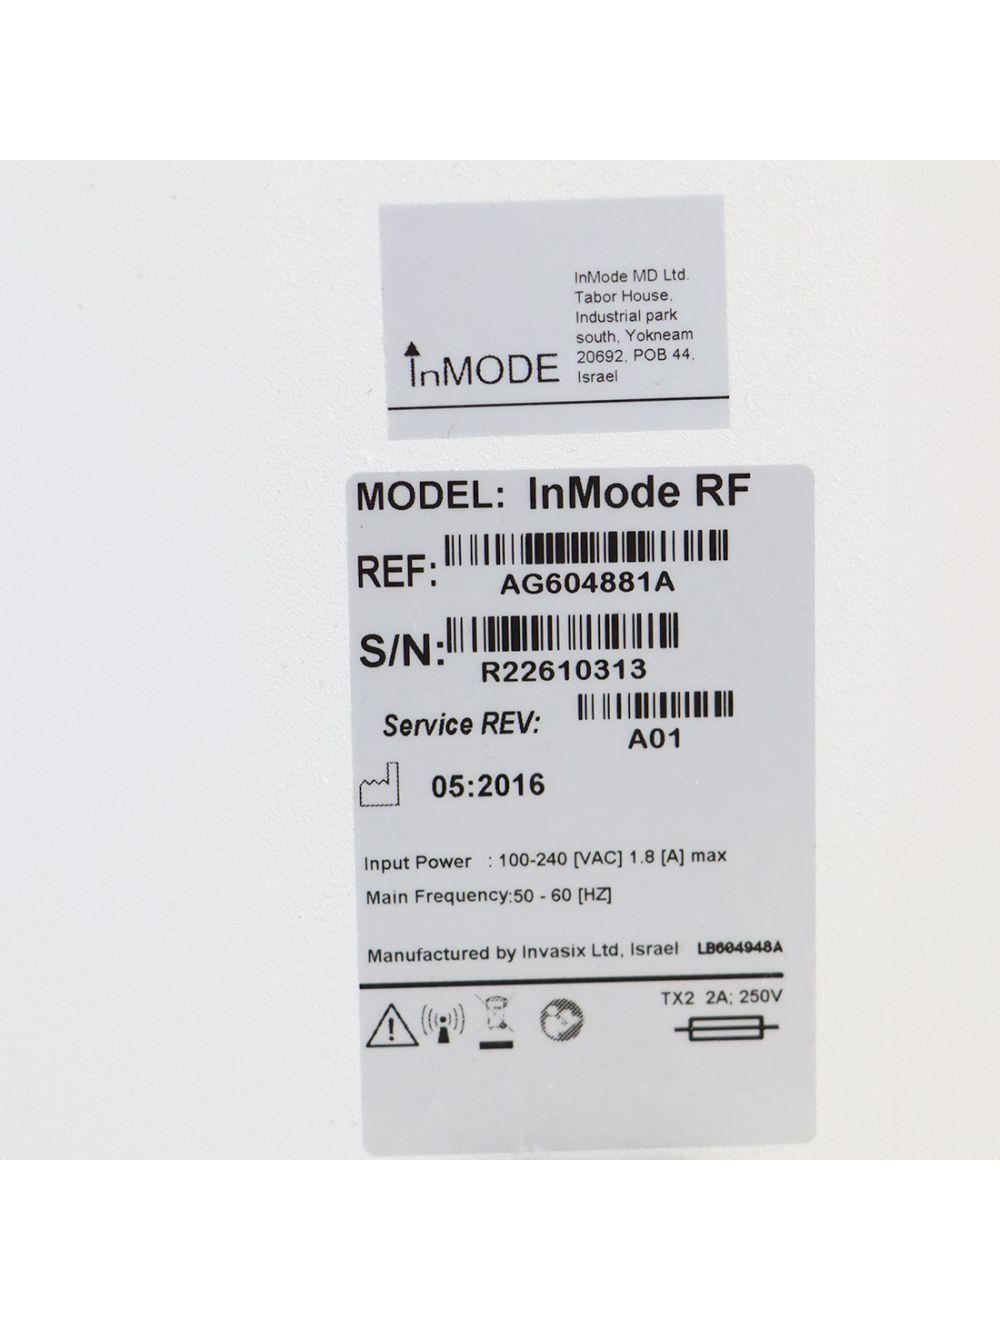 InMODE
InMode MD Ltd.
Tabor House,
Industrial park
south, Yokneam
20692, POB 44,
Israel
MODEL: InMode RF
REF:
AG604881A
S/N:
R22610313
Service REV:
A01
05:2016
Input Power : 100-240 [VAC] 1.8 [A] max
Main Frequency:50 - 60 [HZ]
Manufactured by Invasix Ltd, Israel LB604948A
TX2 2A; 250V